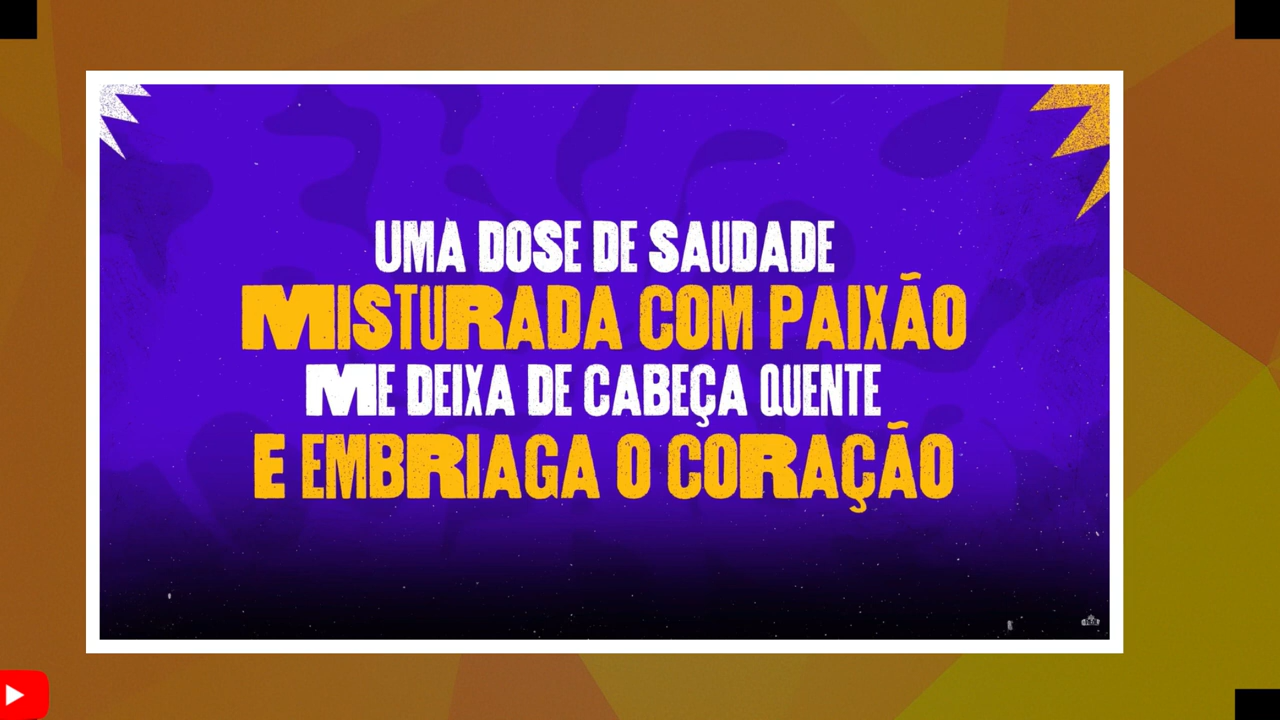 UMA DOSE DE SAUDADE
MISTURADA COM PAIXÃO
ME DEIXA DE CABEÇA QUENTE
E EMBRIAGA O CORAÇÃO